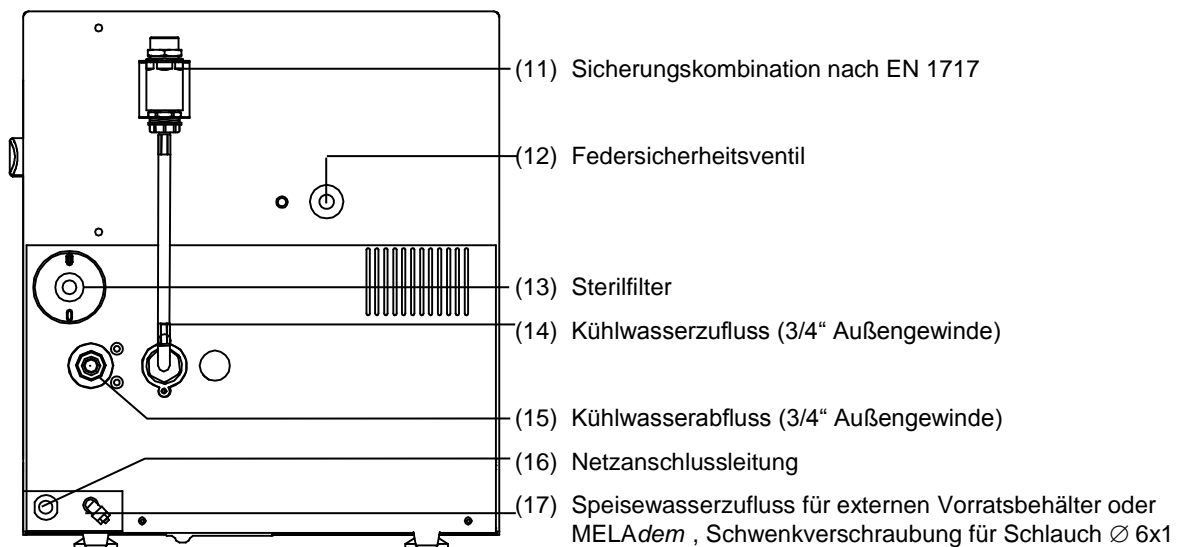 (11) Sicherungskombination nach EN 1717
(12) Federsicherheitsventil
(13) Sterilfilter
(14) Kühlwasserzufluss (3/4“ Außengewinde)
(15) Kühlwasserabfluss (3/4“ Außengewinde)
(16) Netzanschlussleitung
(17) Speisewasserzufluss für externen Vorratsbehälter oder
MELAdem , Schwenkverschraubung für Schlauch ∅ 6x1